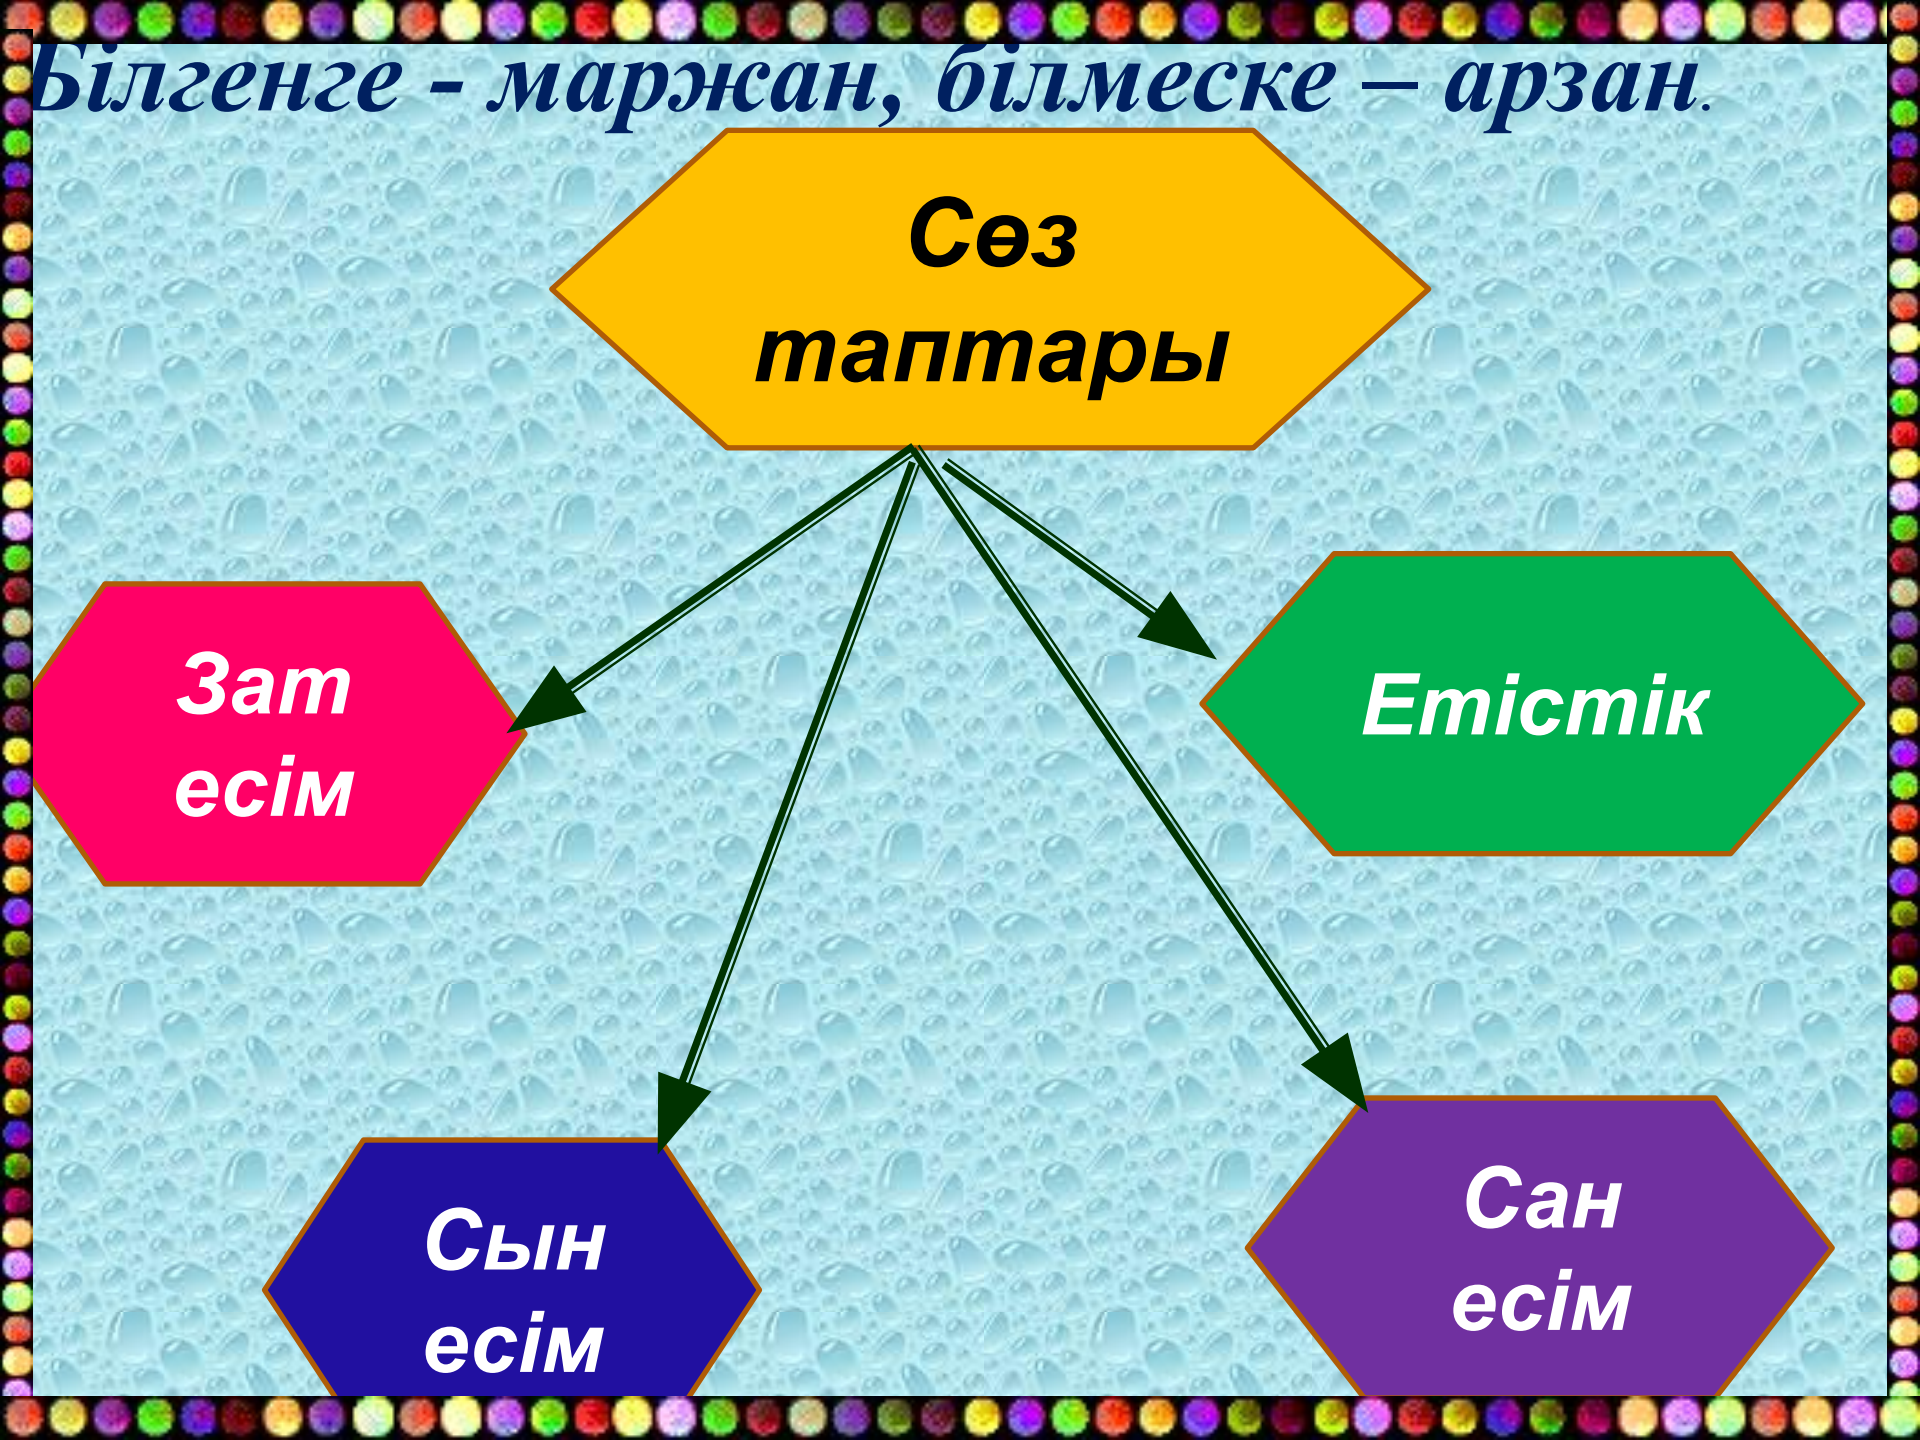 Білгенге - маржан, білмеске – арзан.
Сөз
таптары
Зат
есім
Етістік
Сын
есім
Сан
есім